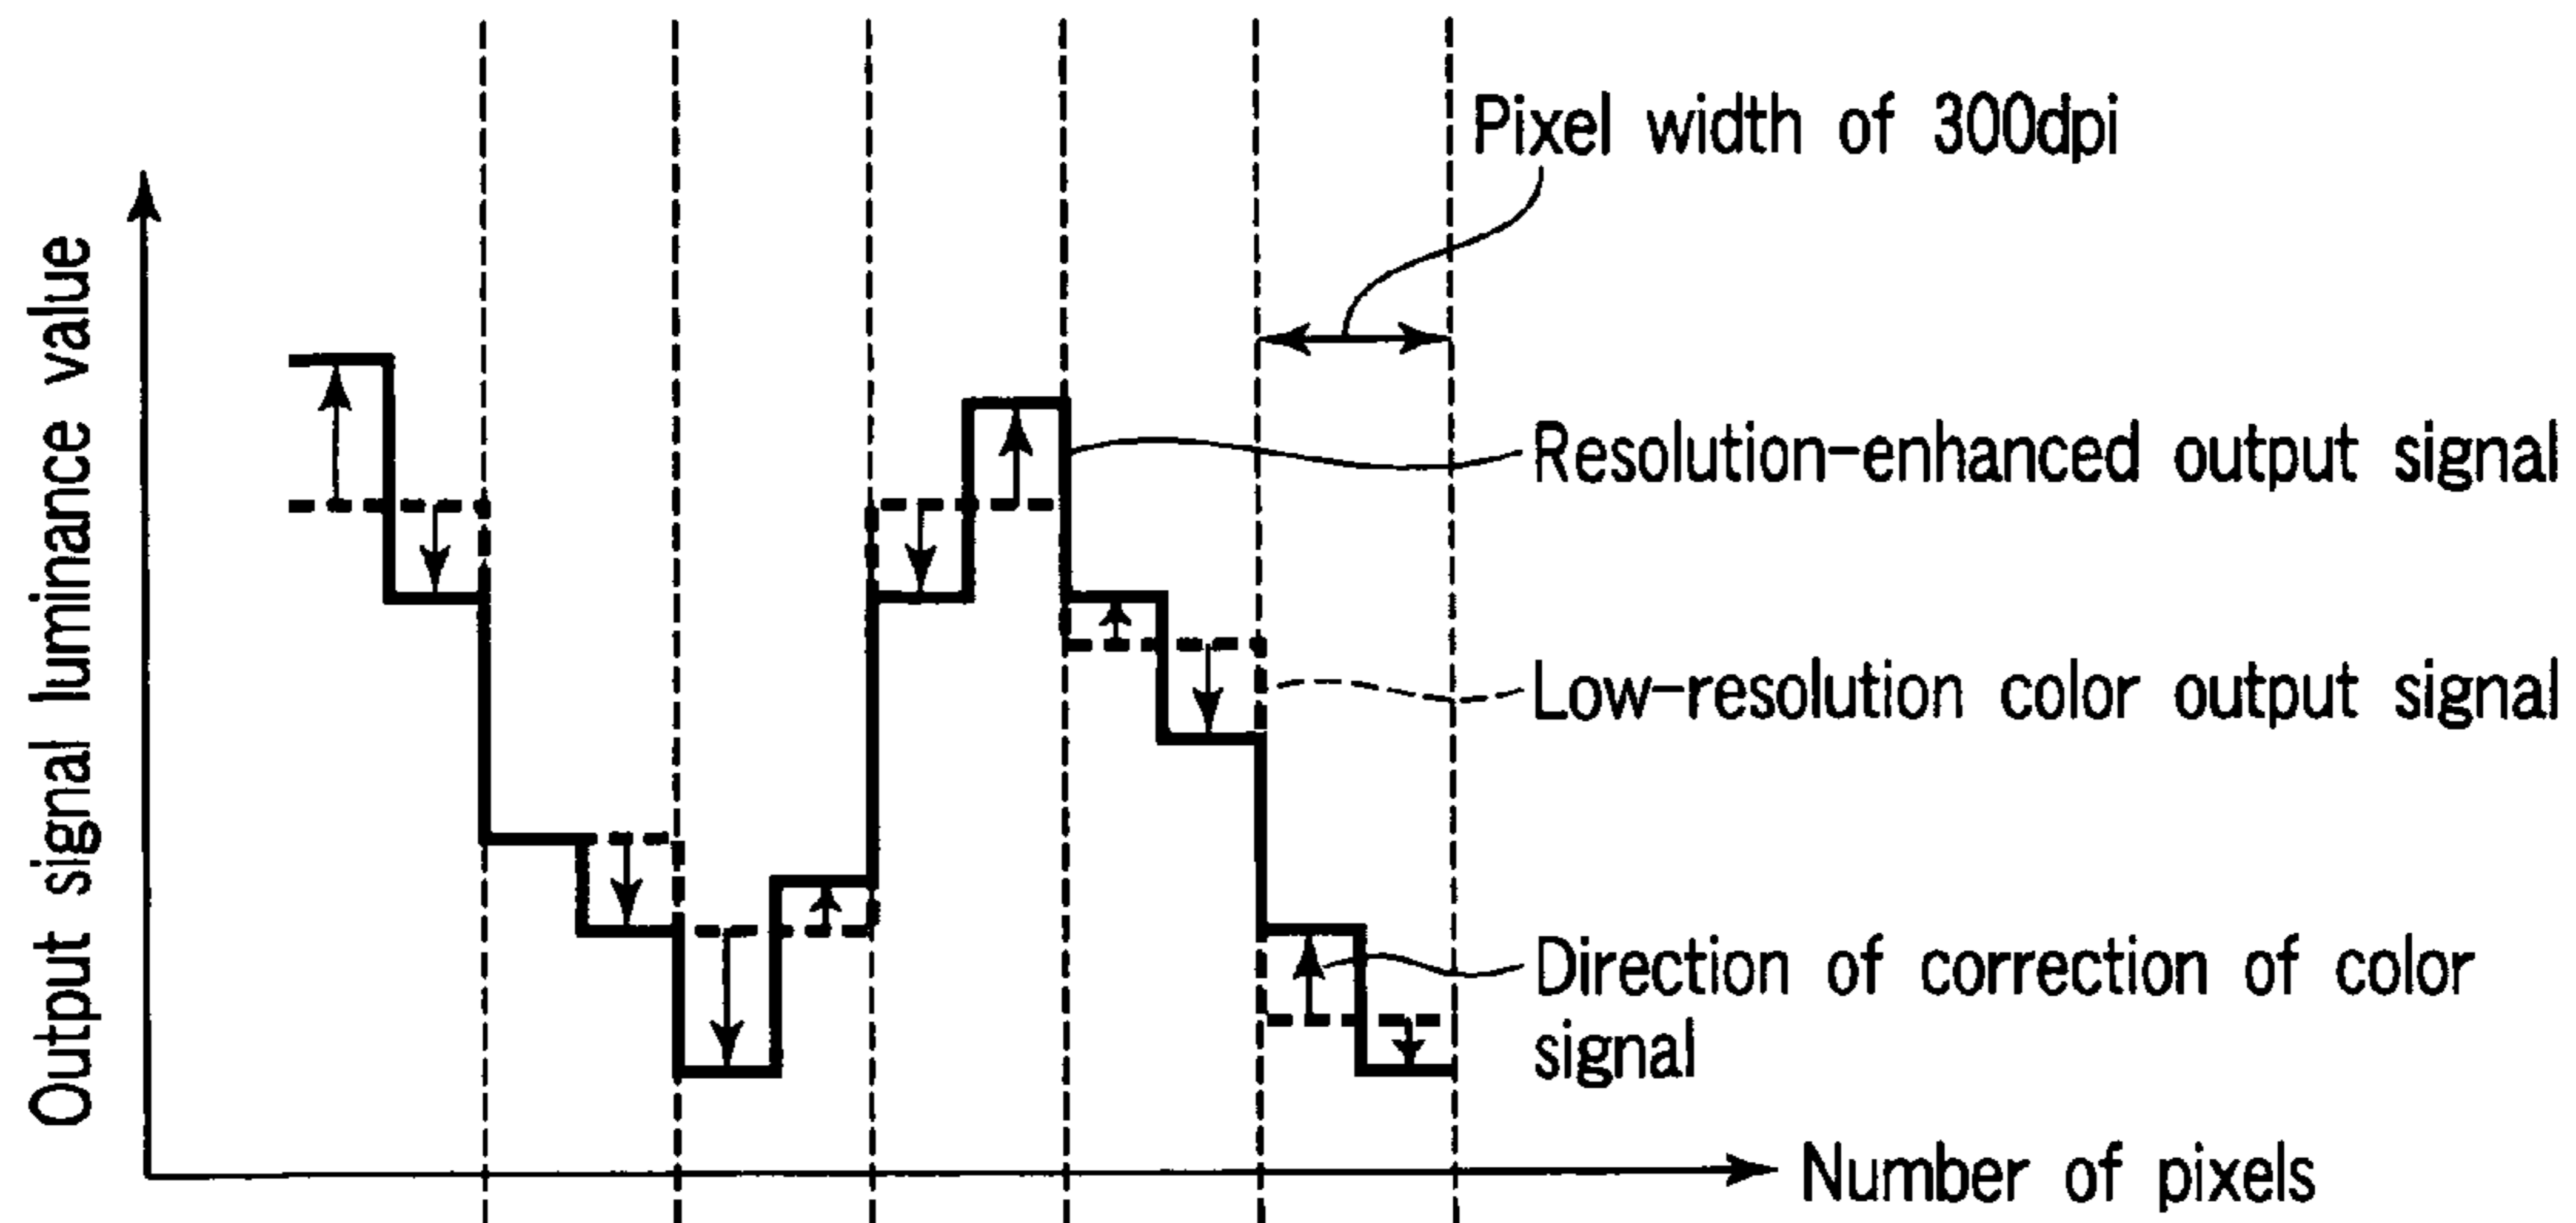 Output signal luminance value
Pixel width of 300dpi
Resolution-enhanced output signal
Low-resolution color output signal
Direction of correction of color
signal
Number of pixels